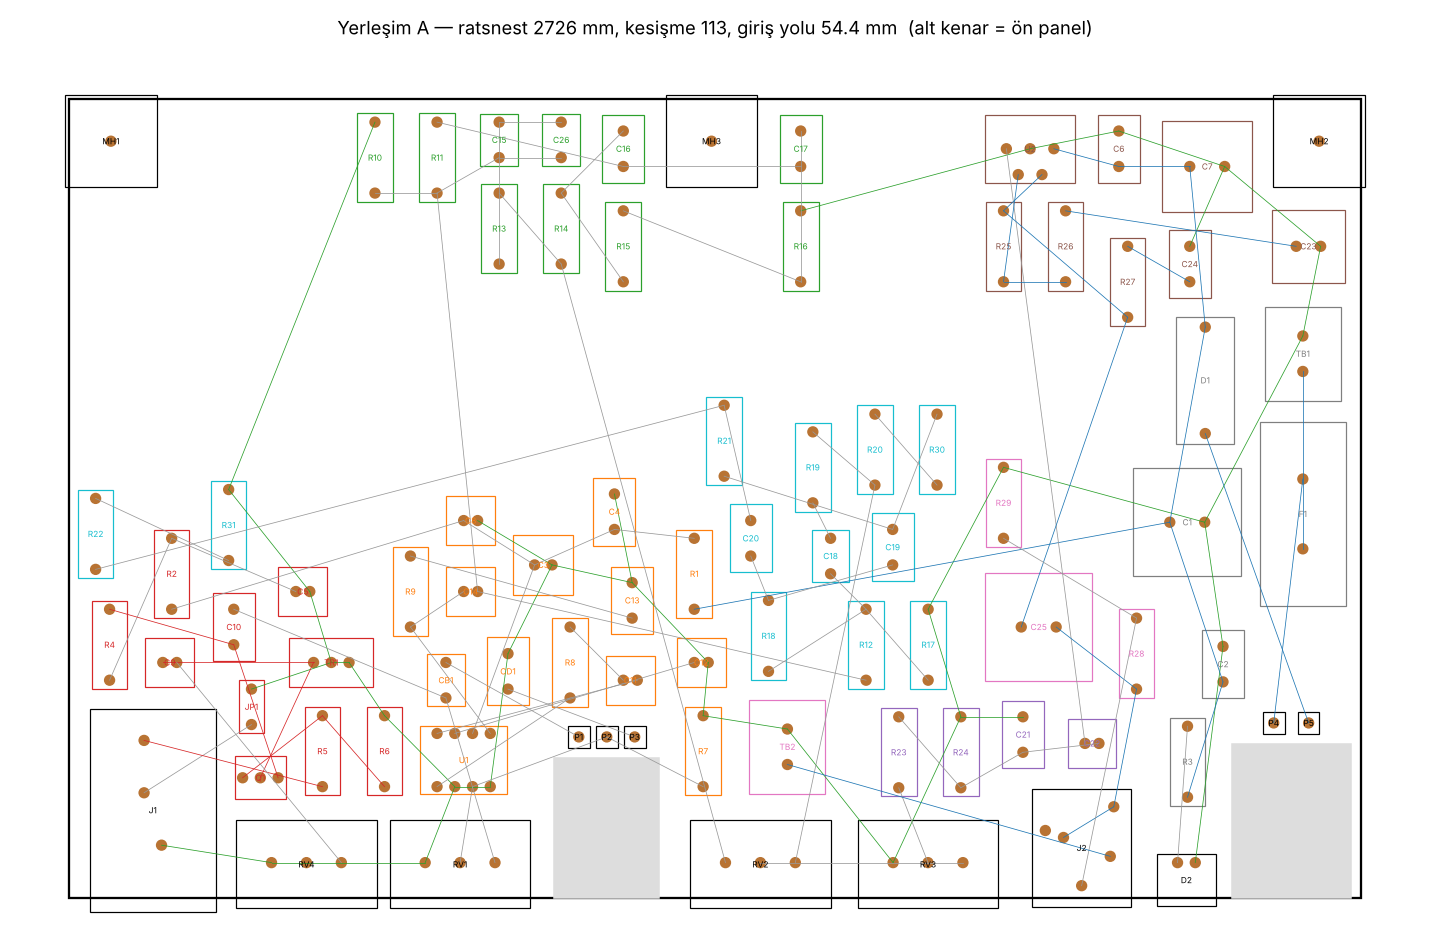 Yerleşim A — ratsnest 2726 mm, kesişme 113, giriş yolu 54.4 mm  (alt kenar = ön panel)
MH1
R10
R11
C15
C26
C16
MH3
C17
C6
C7
MH2
R13
R14
R15
R16
R25
R26
R27
C24
C23
D1
TB1
R21
R19
R20
R30
R22
R31
C4
C20
C18
C19
R29
C1
F1
R2
R9
R1
C13
R4
C10
R18
R12
R17
C25
R28
C2
JP1
CB1
CD1
R8
R5
R6
U1
P1
P2
P3
R7
TB2
R23
R24
C21
P4
P5
R3
J1
RV4
RV1
RV2
RV3
J2
D2